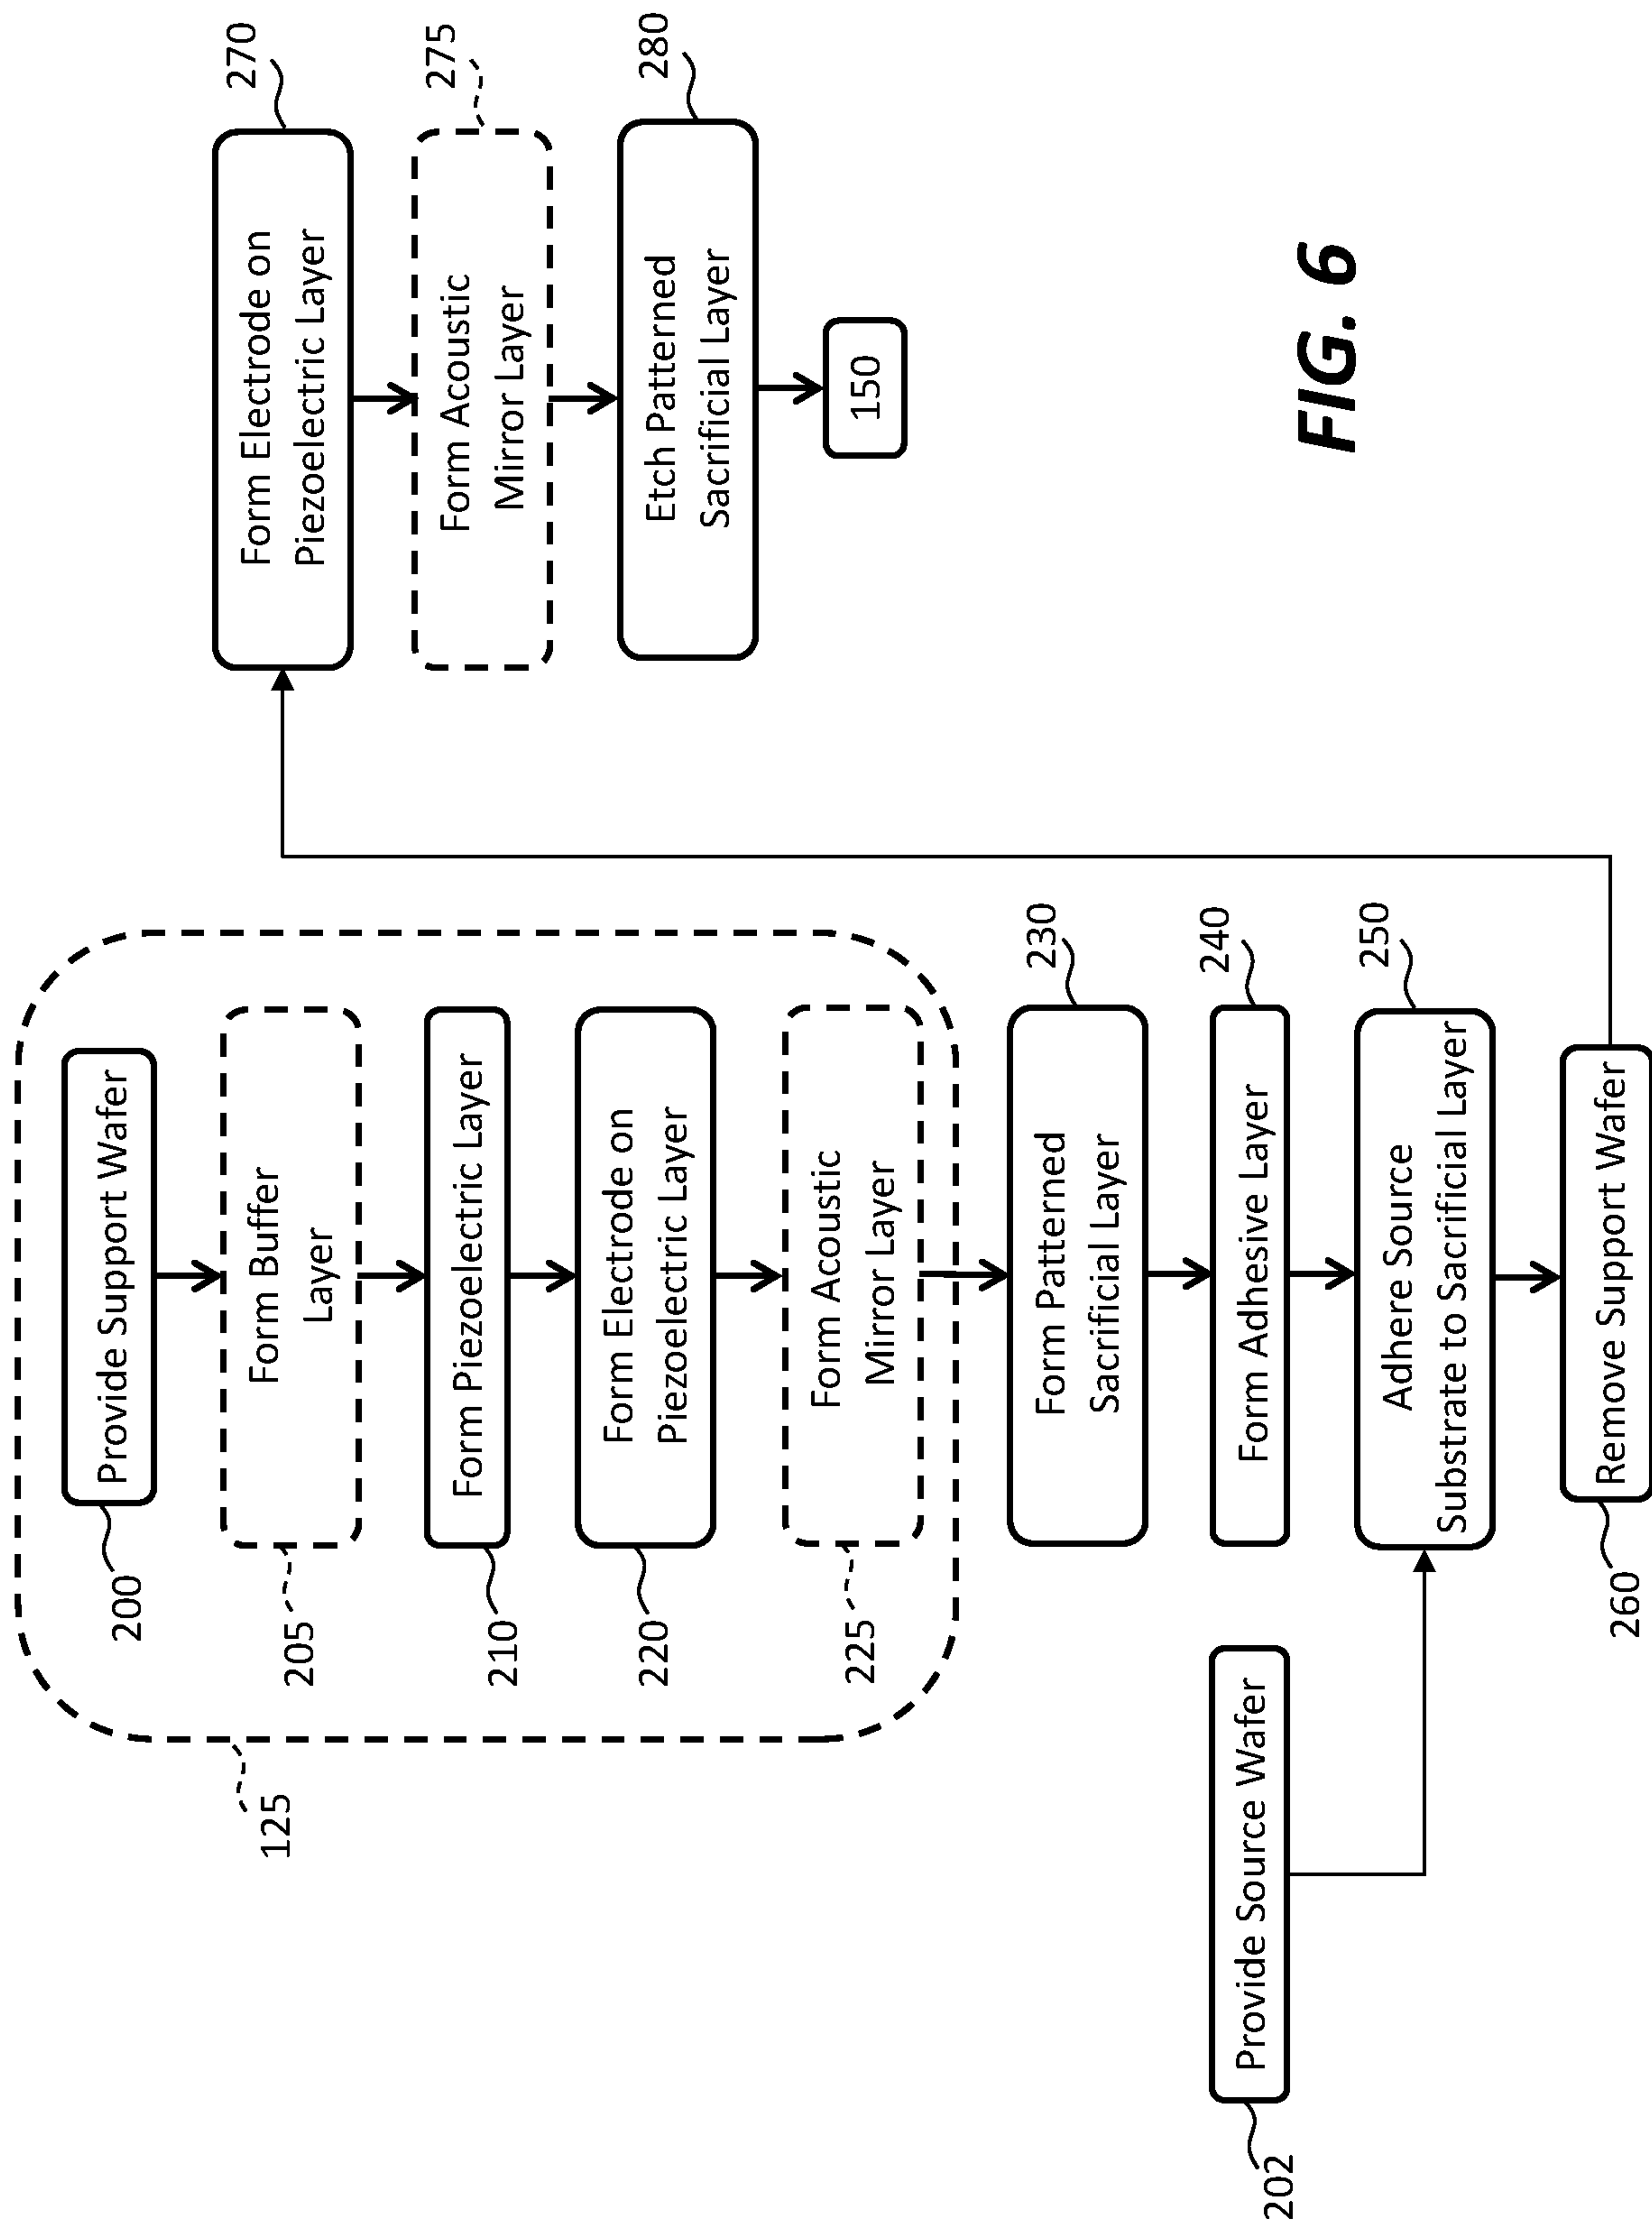 125
200
Provide Support Wafer
205
Form Buffer
Layer
210
Form Piezoelectric Layer
220
Form Electrode on
Piezoelectric Layer
225
Form Acoustic
Mirror Layer
230
Form Patterned
Sacrificial Layer
202
Provide Source Wafer
240
Form Adhesive Layer
250
Adhere Source
Substrate to Sacrificial Layer
260
Remove Support Wafer
270
Form Electrode on
Piezoelectric Layer
275
Form Acoustic
Mirror Layer
280
Etch Patterned
Sacrificial Layer
150
FIG. 6